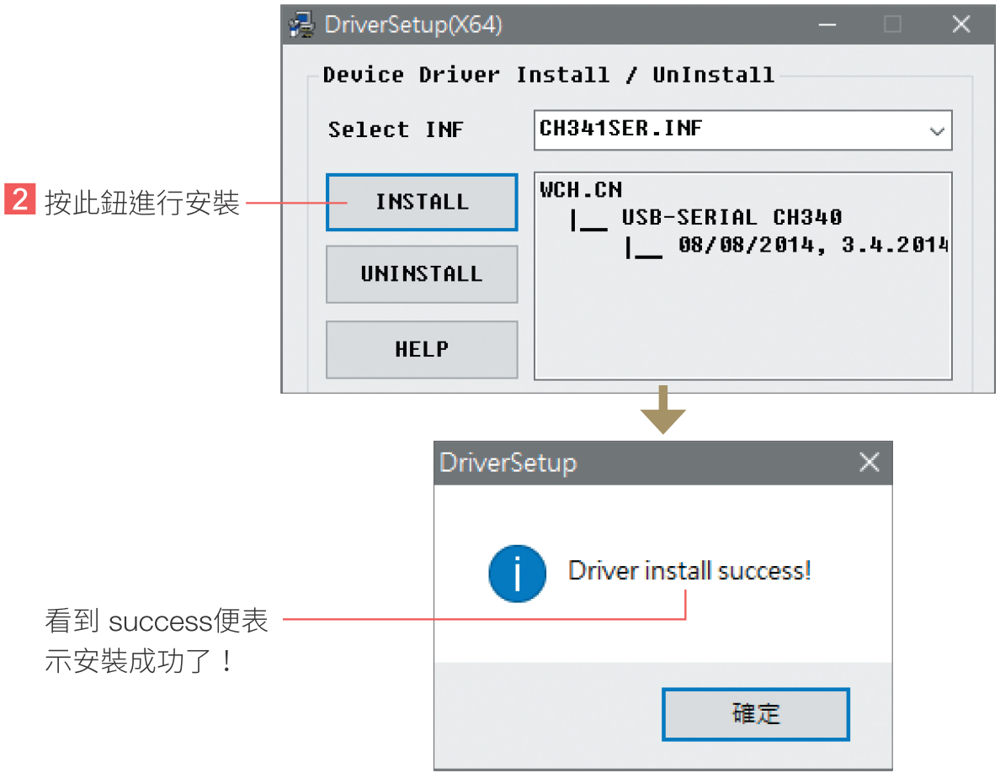 DriverSetup(X64)
Device Driver Install / UnInstall
Select INF
CH341SER.INF
2 按此鈕進行安裝
INSTALL
UNINSTALL
HELP
WCH.CN
|__ USB-SERIAL CH340
|__ 08/08/2014, 3.4.2014
DriverSetup
i
Driver install success!
看到 success便表
示安裝成功了！
確定